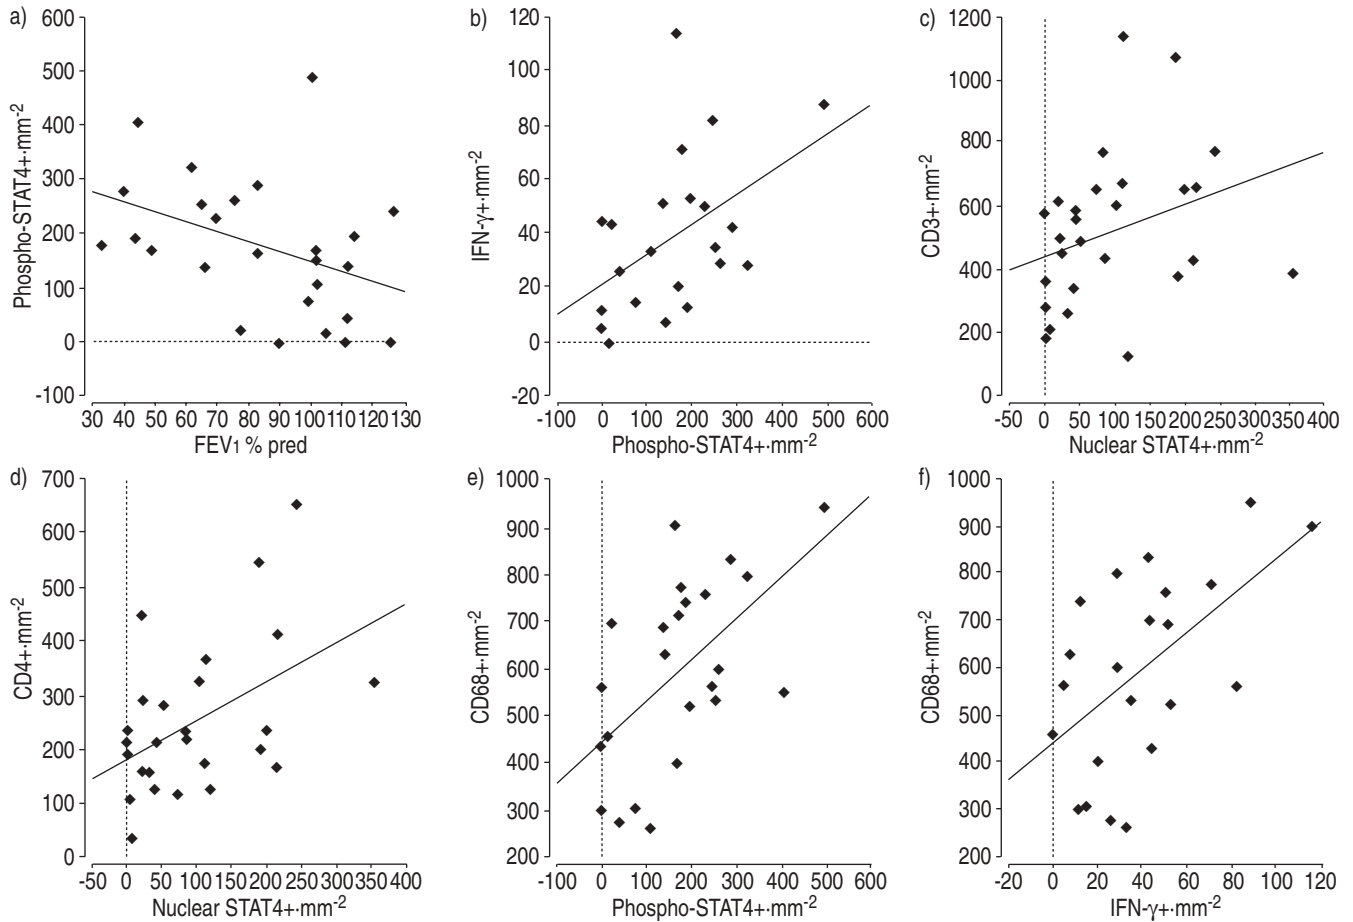 a)
600
500
400
300
200
100
0
-100
Phospho-STAT4+·mm-2
30 40 50 60 70 80 90 100 110 120 130
FEV1 % pred
b)
120
100
80
60
40
20
0
-20
IFN-γ+·mm-2
-100 0 100 200 300 400 500 600
Phospho-STAT4+·mm-2
c)
1200
1000
800
600
400
200
0
CD3+·mm-2
-50 0 50 100 150 200 250 300 350 400
Nuclear STAT4+·mm-2
d)
700
600
500
400
300
200
100
0
CD4+·mm-2
-50 0 50 100 150 200 250 300 350 400
Nuclear STAT4+·mm-2
e)
1000
900
800
700
600
500
400
300
200
CD68+·mm-2
-100 0 100 200 300 400 500 600
Phospho-STAT4+·mm-2
f)
1000
900
800
700
600
500
400
300
200
CD68+·mm-2
-20 0 20 40 60 80 100 120
IFN-γ+·mm-2